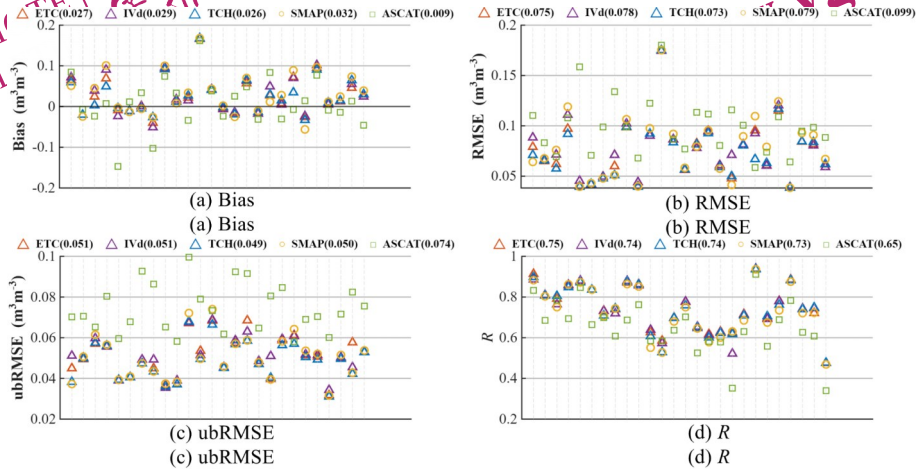 ETC(0.027) IVd(0.029) TCH(0.026) SMAP(0.032) ASCAT(0.009)
Bias (m³m⁻³)
0.2
0.1
0
-0.1
-0.2
(a) Bias
(a) Bias
ETC(0.075) IVd(0.078) TCH(0.073) SMAP(0.079) ASCAT(0.099)
RMSE (m³m⁻³)
0.2
0.15
0.1
0.05
(b) RMSE
(b) RMSE
ETC(0.051) IVd(0.051) TCH(0.049) SMAP(0.050) ASCAT(0.074)
ubRMSE (m³m⁻³)
0.1
0.08
0.06
0.04
0.02
(c) ubRMSE
(c) ubRMSE
ETC(0.75) IVd(0.74) TCH(0.74) SMAP(0.73) ASCAT(0.65)
R
1
0.8
0.6
0.4
0.2
(d) R
(d) R